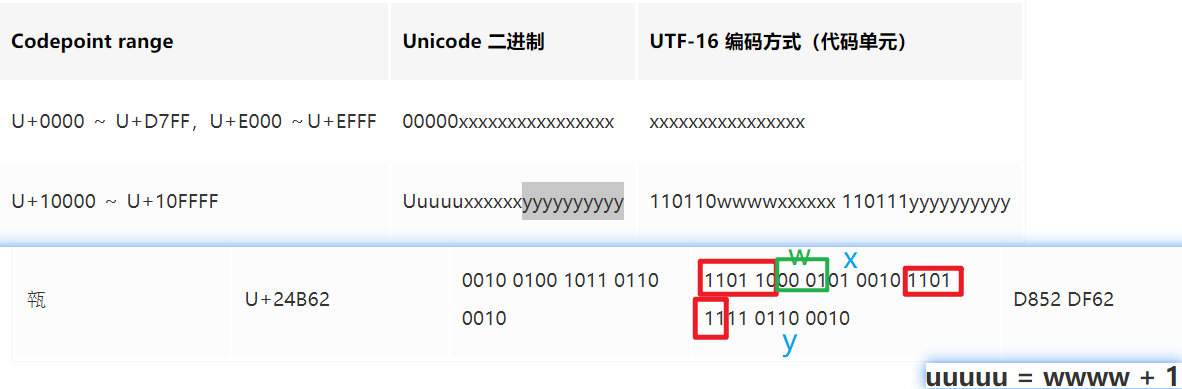 Codepoint range Unicode 二进制 UTF-16 编码方式（代码单元）
U+0000 ~ U+D7FF，U+E000 ~U+EFFF 00000xxxxxxxxxxxxxxxx xxxxxxxxxxxxxxxx
U+10000 ~ U+10FFFF Uuuuuxxxxxxyyyyyyyyyy 110110wwwwxxxxxx 110111yyyyyyyyyy
w x
0010 0100 1011 0110 1101 1000 0101 0010 1101
U+24B62 D852 DF62
0010 1111 0110 0010
y
uuuuu = wwww + 1